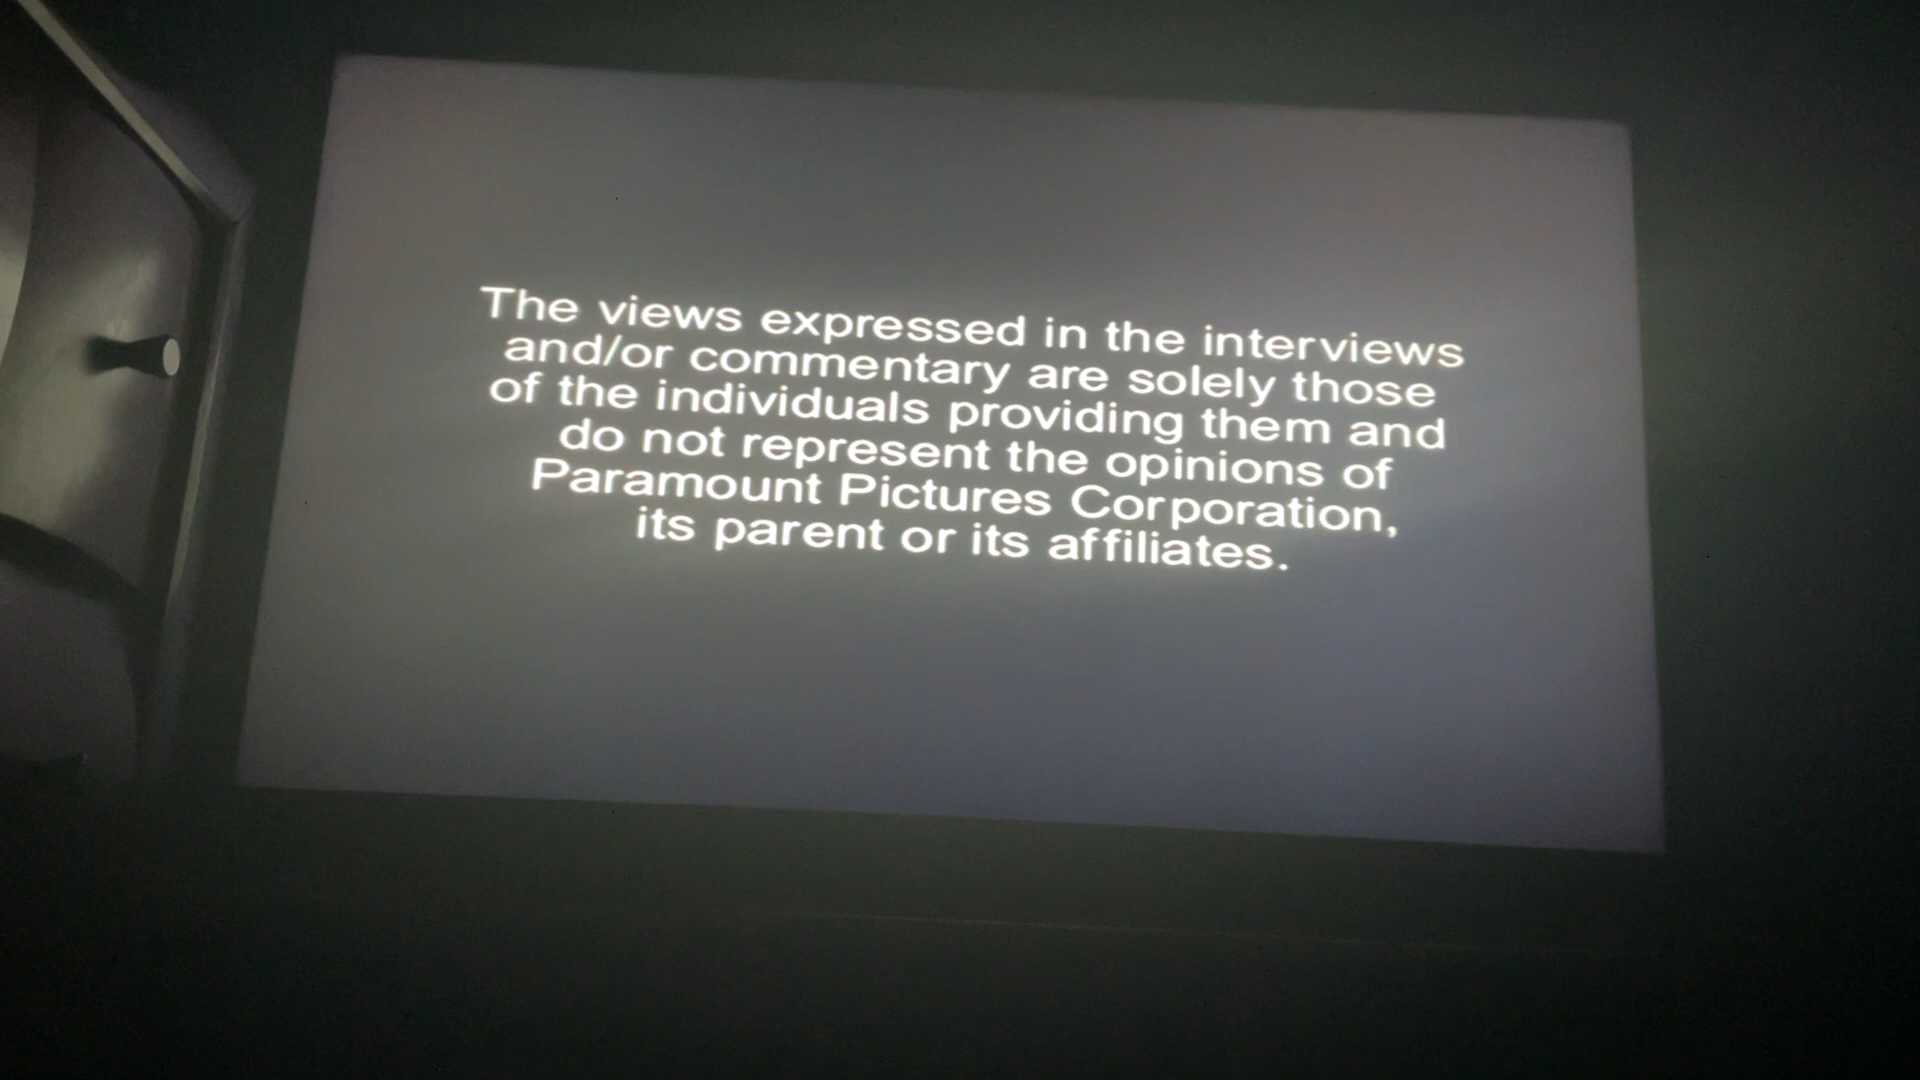 The views expressed in the interviews
and/or commentary are solely those
of the individuals providing them and
do not represent the opinions of
Paramount Pictures Corporation,
its parent or its affiliates.